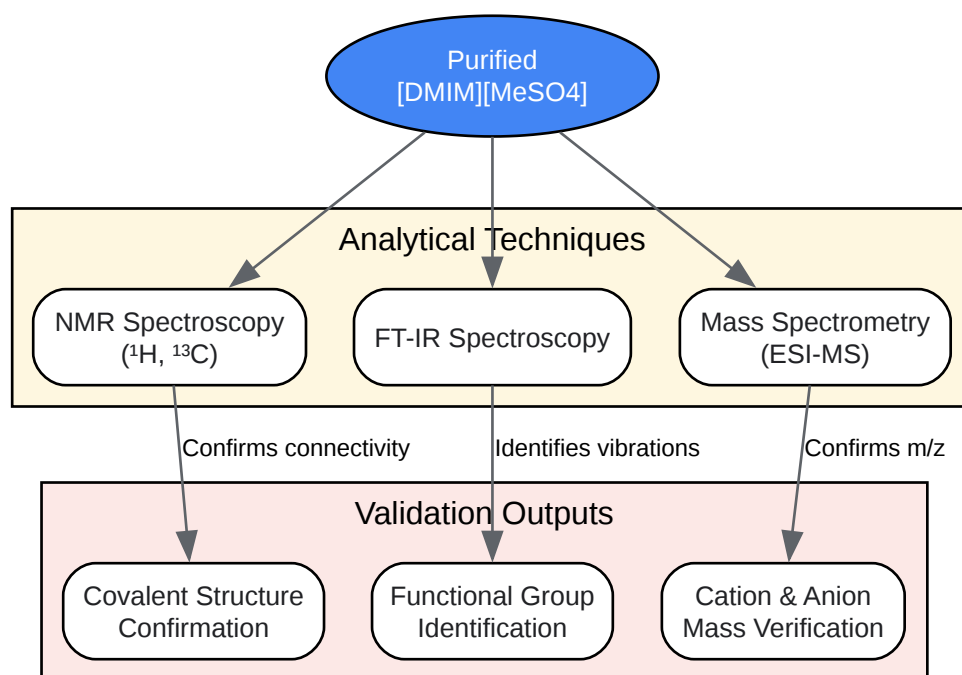 Purified
[DMIM][MeSO4]
Analytical Techniques
NMR Spectroscopy
(¹H, ¹³C)
FT-IR Spectroscopy
Mass Spectrometry
(ESI-MS)
Confirms connectivity
Identifies vibrations
Confirms m/z
Validation Outputs
Covalent Structure
Confirmation
Functional Group
Identification
Cation & Anion
Mass Verification